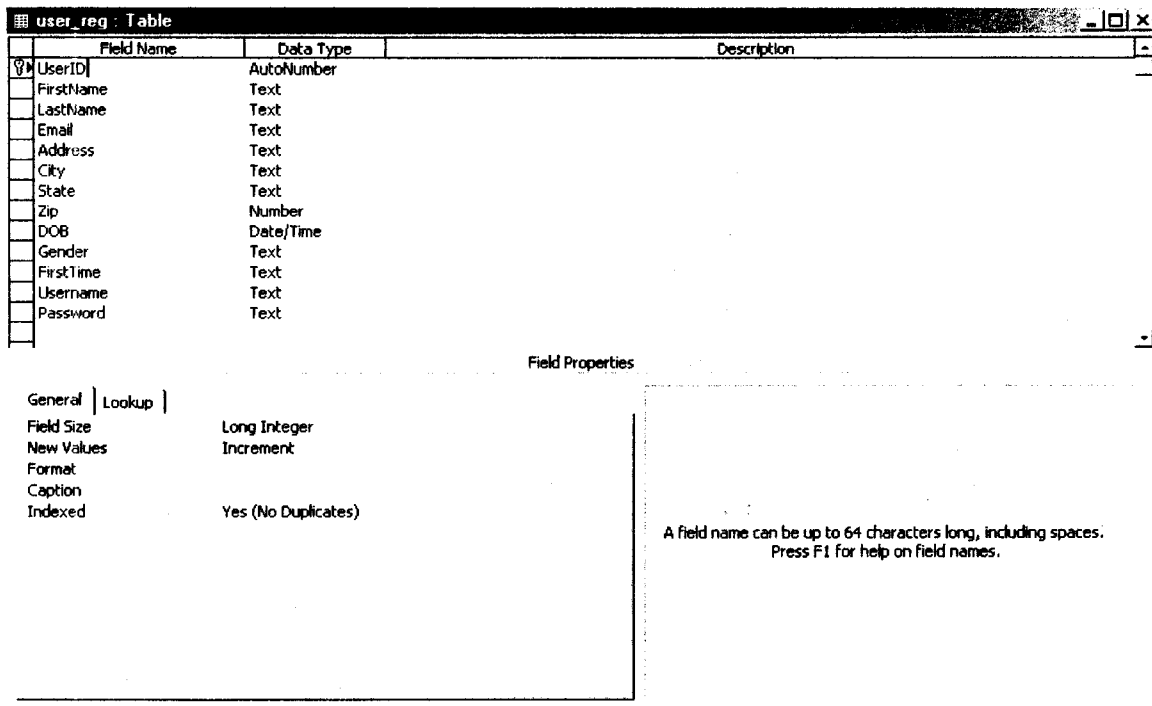 user_reg : Table
Field Name Data Type Description
UserID AutoNumber
FirstName Text
LastName Text
Email Text
Address Text
City Text
State Text
Zip Number
DOB Date/Time
Gender Text
FirstTime Text
Username Text
Password Text
Field Properties
General Lookup
Field Size Long Integer
New Values Increment
Format
Caption
Indexed Yes (No Duplicates)
A field name can be up to 64 characters long, including spaces.
Press F1 for help on field names.